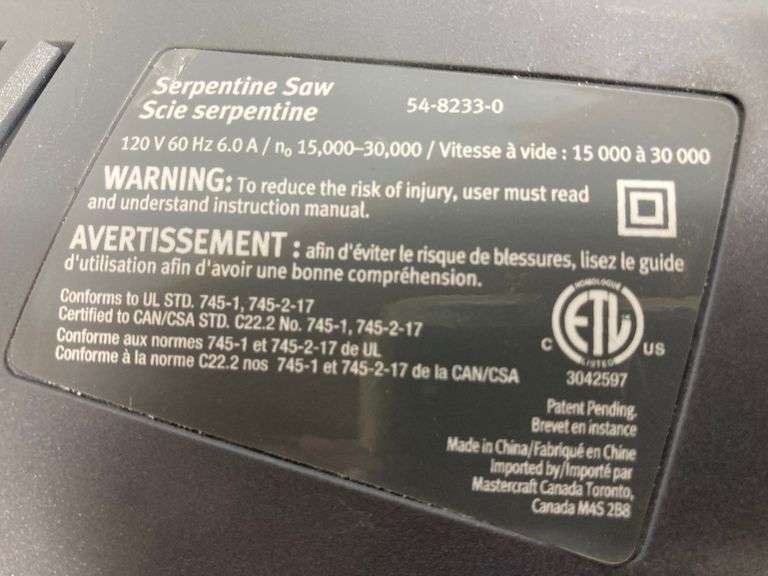 Serpentine Saw
Scie serpentine
54-8233-0
120 V 60 Hz 6.0 A / n₀ 15,000–30,000 / Vitesse à vide : 15 000 à 30 000
WARNING: To reduce the risk of injury, user must read
and understand instruction manual.
AVERTISSEMENT : afin d'éviter le risque de blessures, lisez le guide
d'utilisation afin d'avoir une bonne compréhension.
Conforms to UL STD. 745-1, 745-2-17
Certified to CAN/CSA STD. C22.2 No. 745-1, 745-2-17
Conforme aux normes 745-1 et 745-2-17 de UL
Conforme à la norme C22.2 nos 745-1 et 745-2-17 de la CAN/CSA
HOMOLOGUÉ
ETL
C US
LISTED
3042597
Patent Pending.
Brevet en instance
Made in China/Fabriqué en Chine
Imported by/Importé par
Mastercraft Canada Toronto,
Canada M4S 2B8